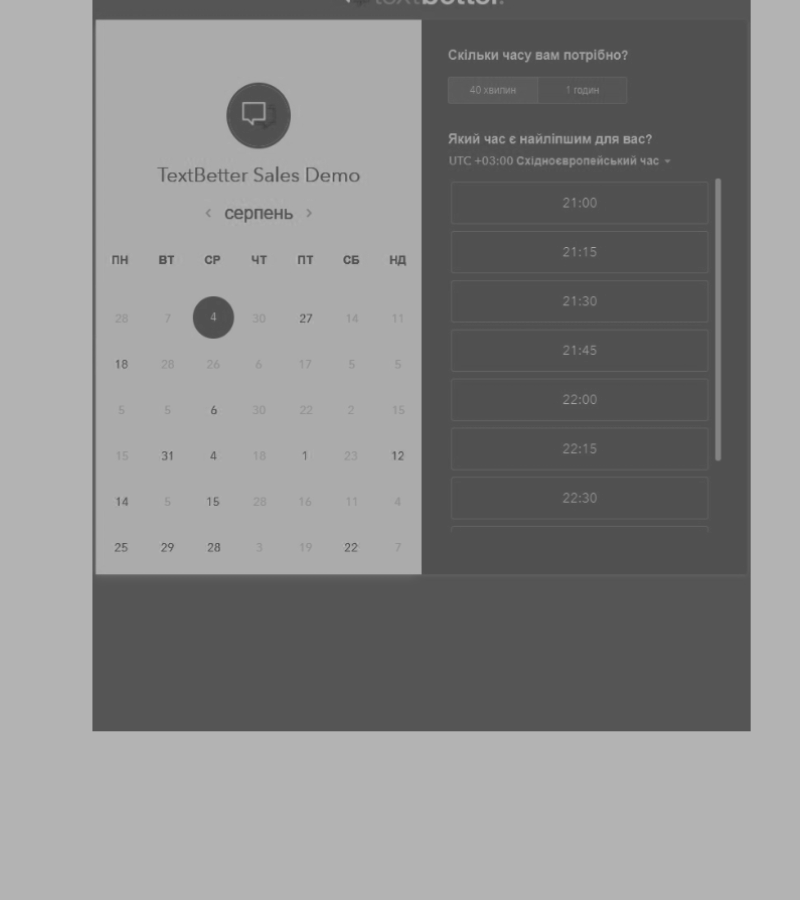 textbetter.
TextBetter Sales Demo
‹ серпень ›
ПН ВТ СР ЧТ ПТ СБ НД
28 7 4 30 27 14 11
18 28 26 6 17 5 5
5 5 6 30 22 2 15
15 31 4 18 1 23 12
14 5 15 28 16 11 4
25 29 28 3 19 22 7
Скільки часу вам потрібно?
40 хвилин 1 годин
Який час є найліпшим для вас?
UTC +03:00 Східноєвропейський час
21:00
21:15
21:30
21:45
22:00
22:15
22:30